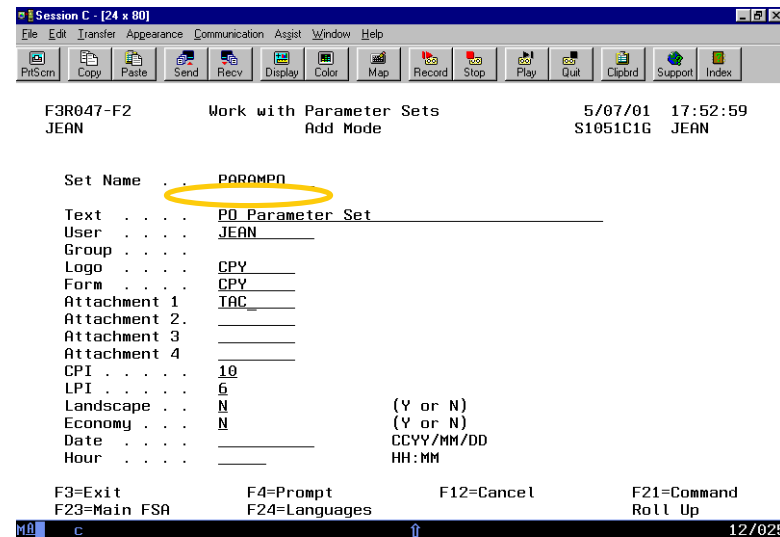 Session C - [24 x 80]
File Edit Transfer Appearance Communication Assist Window Help
PrtScrn Copy Paste Send Recv Display Color Map Record Stop Play Quit Clipbrd Support Index
F3R047-F2 Work with Parameter Sets 5/07/01 17:52:59
JEAN Add Mode S1051C1G JEAN
Set Name . . PARAMPO
Text . . . . PO Parameter Set
User . . . . JEAN
Group . . . .
Logo . . . . CPY
Form . . . . CPY
Attachment 1 TAC
Attachment 2.
Attachment 3
Attachment 4
CPI . . . . . 10
LPI . . . . . 6
Landscape . . N (Y or N)
Economy . . . N (Y or N)
Date . . . . CCYY/MM/DD
Hour . . . . HH:MM
F3=Exit F4=Prompt F12=Cancel F21=Command
F23=Main FSA F24=Languages Roll Up
MA c 12/025